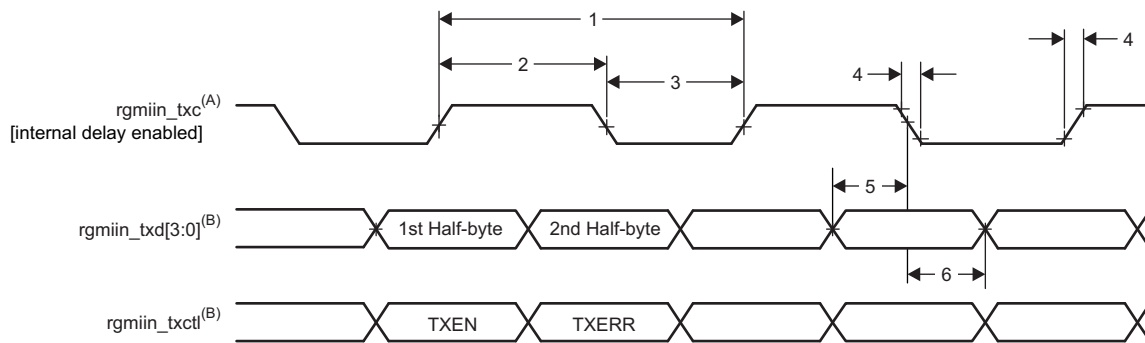 1
4
2
4
3
rgmiin_txc(A)
[internal delay enabled]
5
rgmiin_txd[3:0](B)
1st Half-byte
2nd Half-byte
6
rgmiin_txctl(B)
TXEN
TXERR